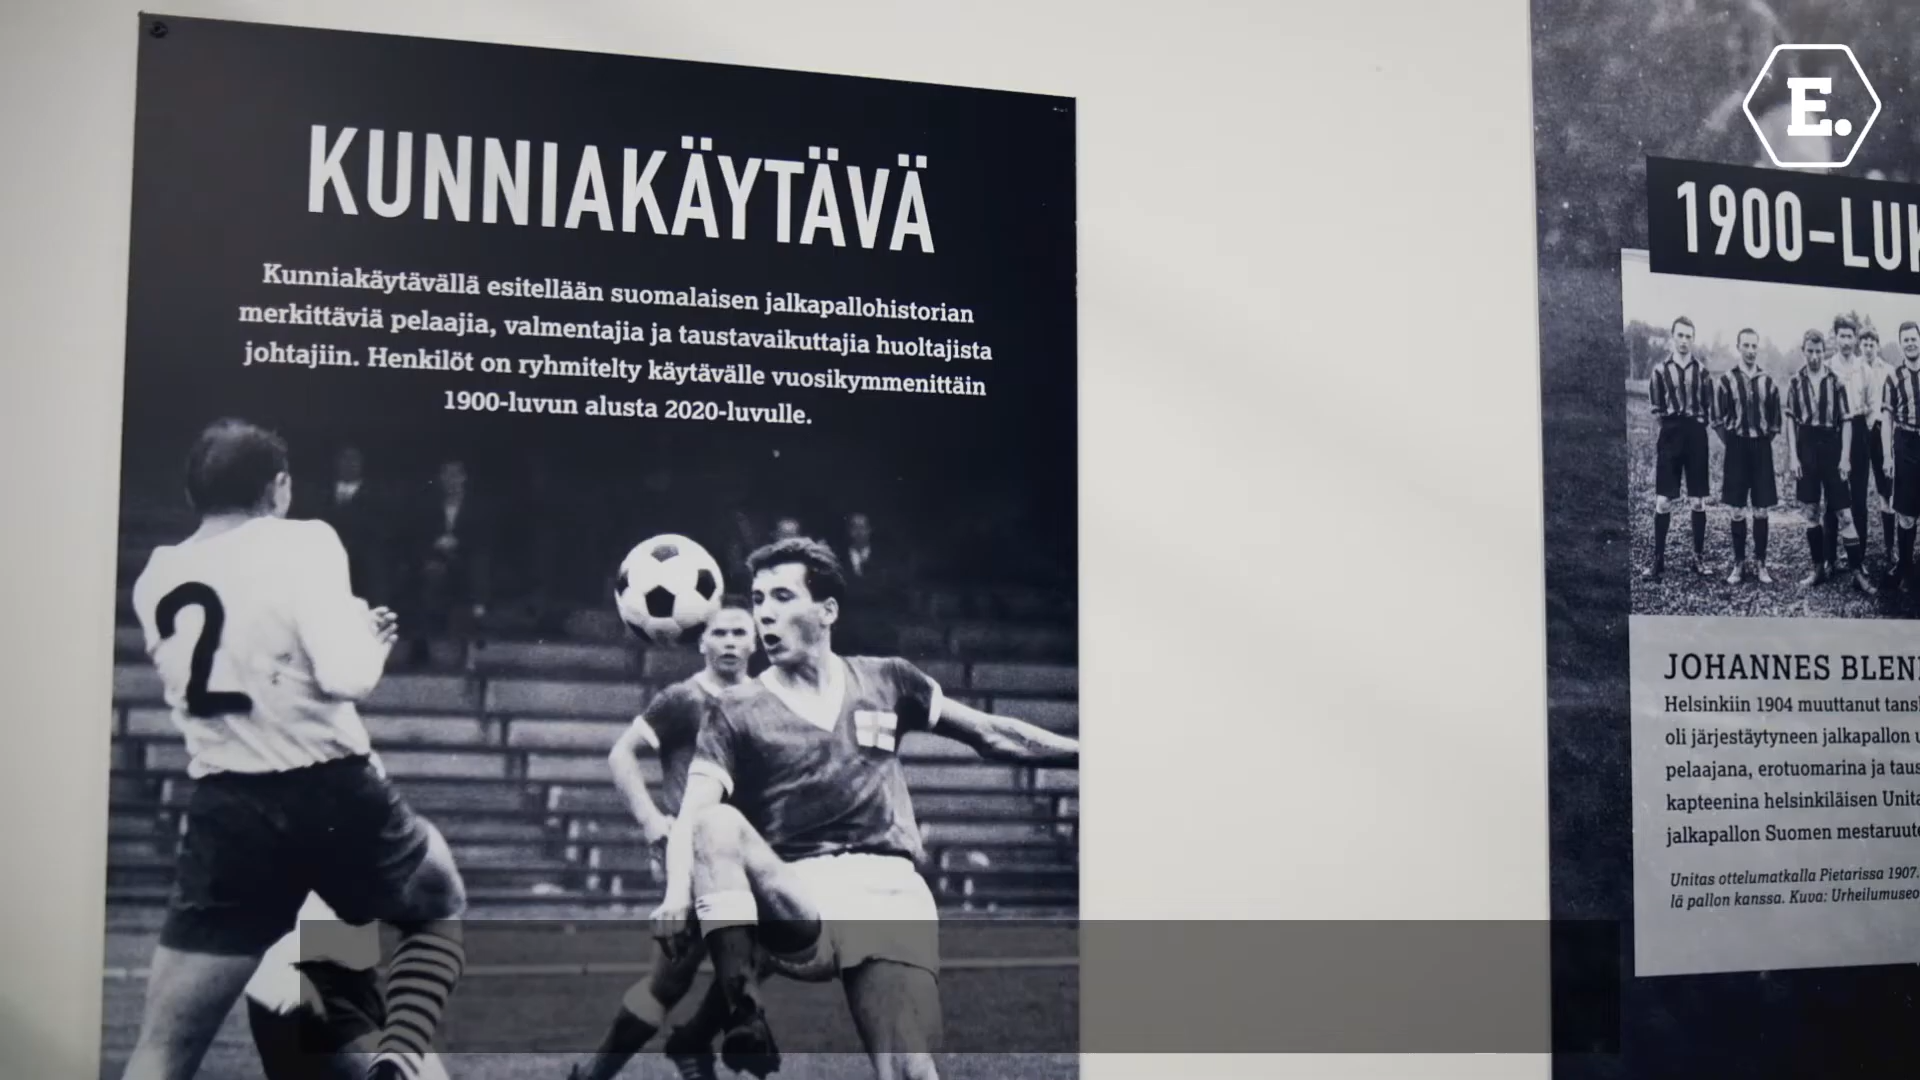 KUNNIAKÄYTÄVÄ
Kunniakäytävällä esitellään suomalaisen jalkapallohistorian
merkittäviä pelaajia, valmentajia ja taustavaikuttajia huoltajista
johtajiin. Henkilöt on ryhmitelty käytävälle vuosikymmenittäin
1900-luvun alusta 2020-luvulle.
2
E.
1900-LUK
JOHANNES BLEN
Helsinkiin 1904 muuttanut tans
oli järjestäytyneen jalkapallon u
pelaajana, erotuomarina ja taus
kapteenina helsinkiläisen Unita
jalkapallon Suomen mestaruute
Unitas ottelumatkalla Pietarissa 1907.
lä pallon kanssa. Kuva: Urheilumuseo